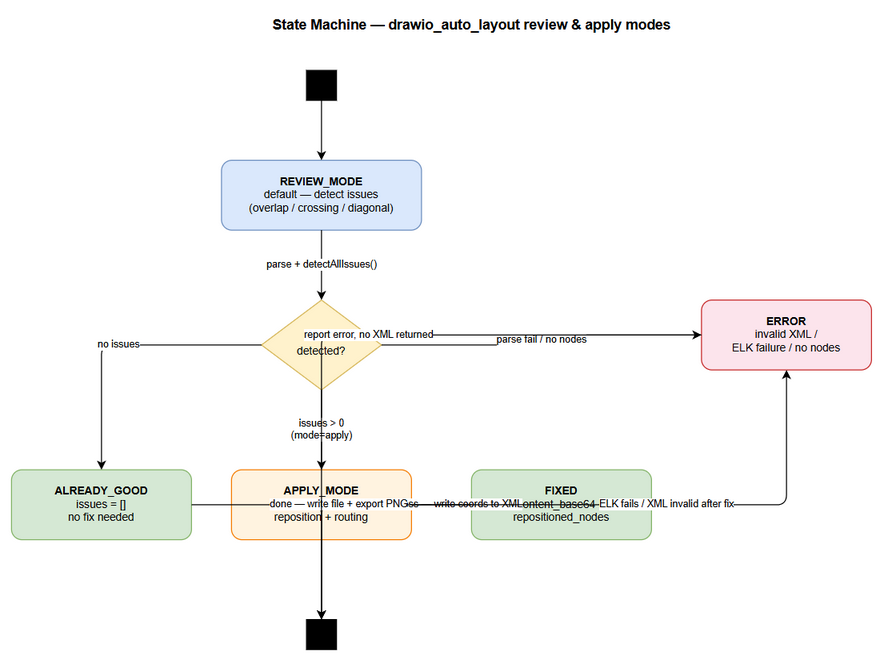 State Machine — drawio_auto_layout review & apply modes
REVIEW_MODE
default — detect issues
(overlap / crossing / diagonal)
parse + detectAllIssues()
report error, no XML returned
parse fail / no nodes
no issues
detected?
ERROR
invalid XML /
ELK failure / no nodes
issues > 0
(mode=apply)
ALREADY_GOOD
issues = []
no fix needed
APPLY_MODE
done — write file + export PNG
reposition + routing
write coords to XML
FIXED
content_base64
repositioned_nodes
ELK fails / XML invalid after fix